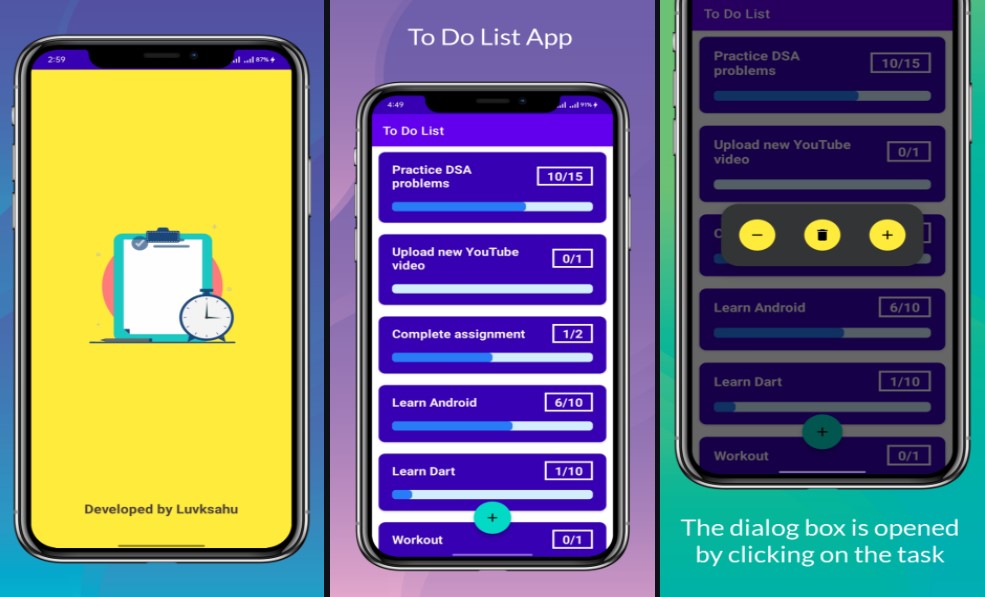 2:59
87%
Developed by Luvksahu
To Do List App
4:49
91%
To Do List
Practice DSA
problems
10/15
Upload new YouTube
video
0/1
Complete assignment
1/2
Learn Android
6/10
Learn Dart
1/10
+
Workout
0/1
To Do List
Practice DSA
problems
10/15
Upload new YouTube
video
0/1
C
− +
Learn Android
6/10
Learn Dart
1/10
+
Workout
0/1
The dialog box is opened
by clicking on the task